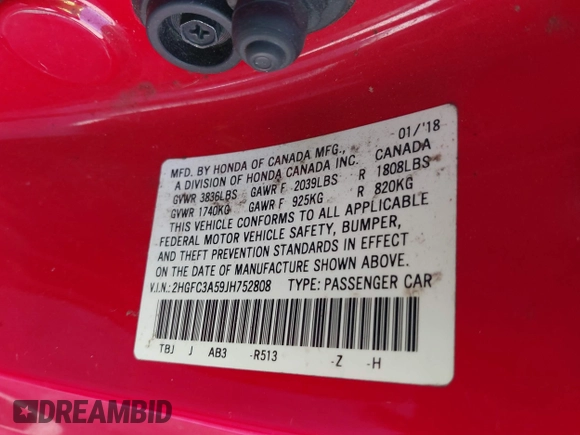 MFD. BY HONDA OF CANADA MFG., 01/'18
A DIVISION OF HONDA CANADA INC. CANADA
GVWR 3836LBS GAWR F 2039LBS R 1808LBS
GVWR 1740KG GAWR F 925KG R 820KG
THIS VEHICLE CONFORMS TO ALL APPLICABLE
FEDERAL MOTOR VEHICLE SAFETY, BUMPER,
AND THEFT PREVENTION STANDARDS IN EFFECT
ON THE DATE OF MANUFACTURE SHOWN ABOVE.
V.I.N.: 2HGFC3A59JH752808 TYPE: PASSENGER CAR
TBJ J AB3 -R513 -Z -H
DREAMBID